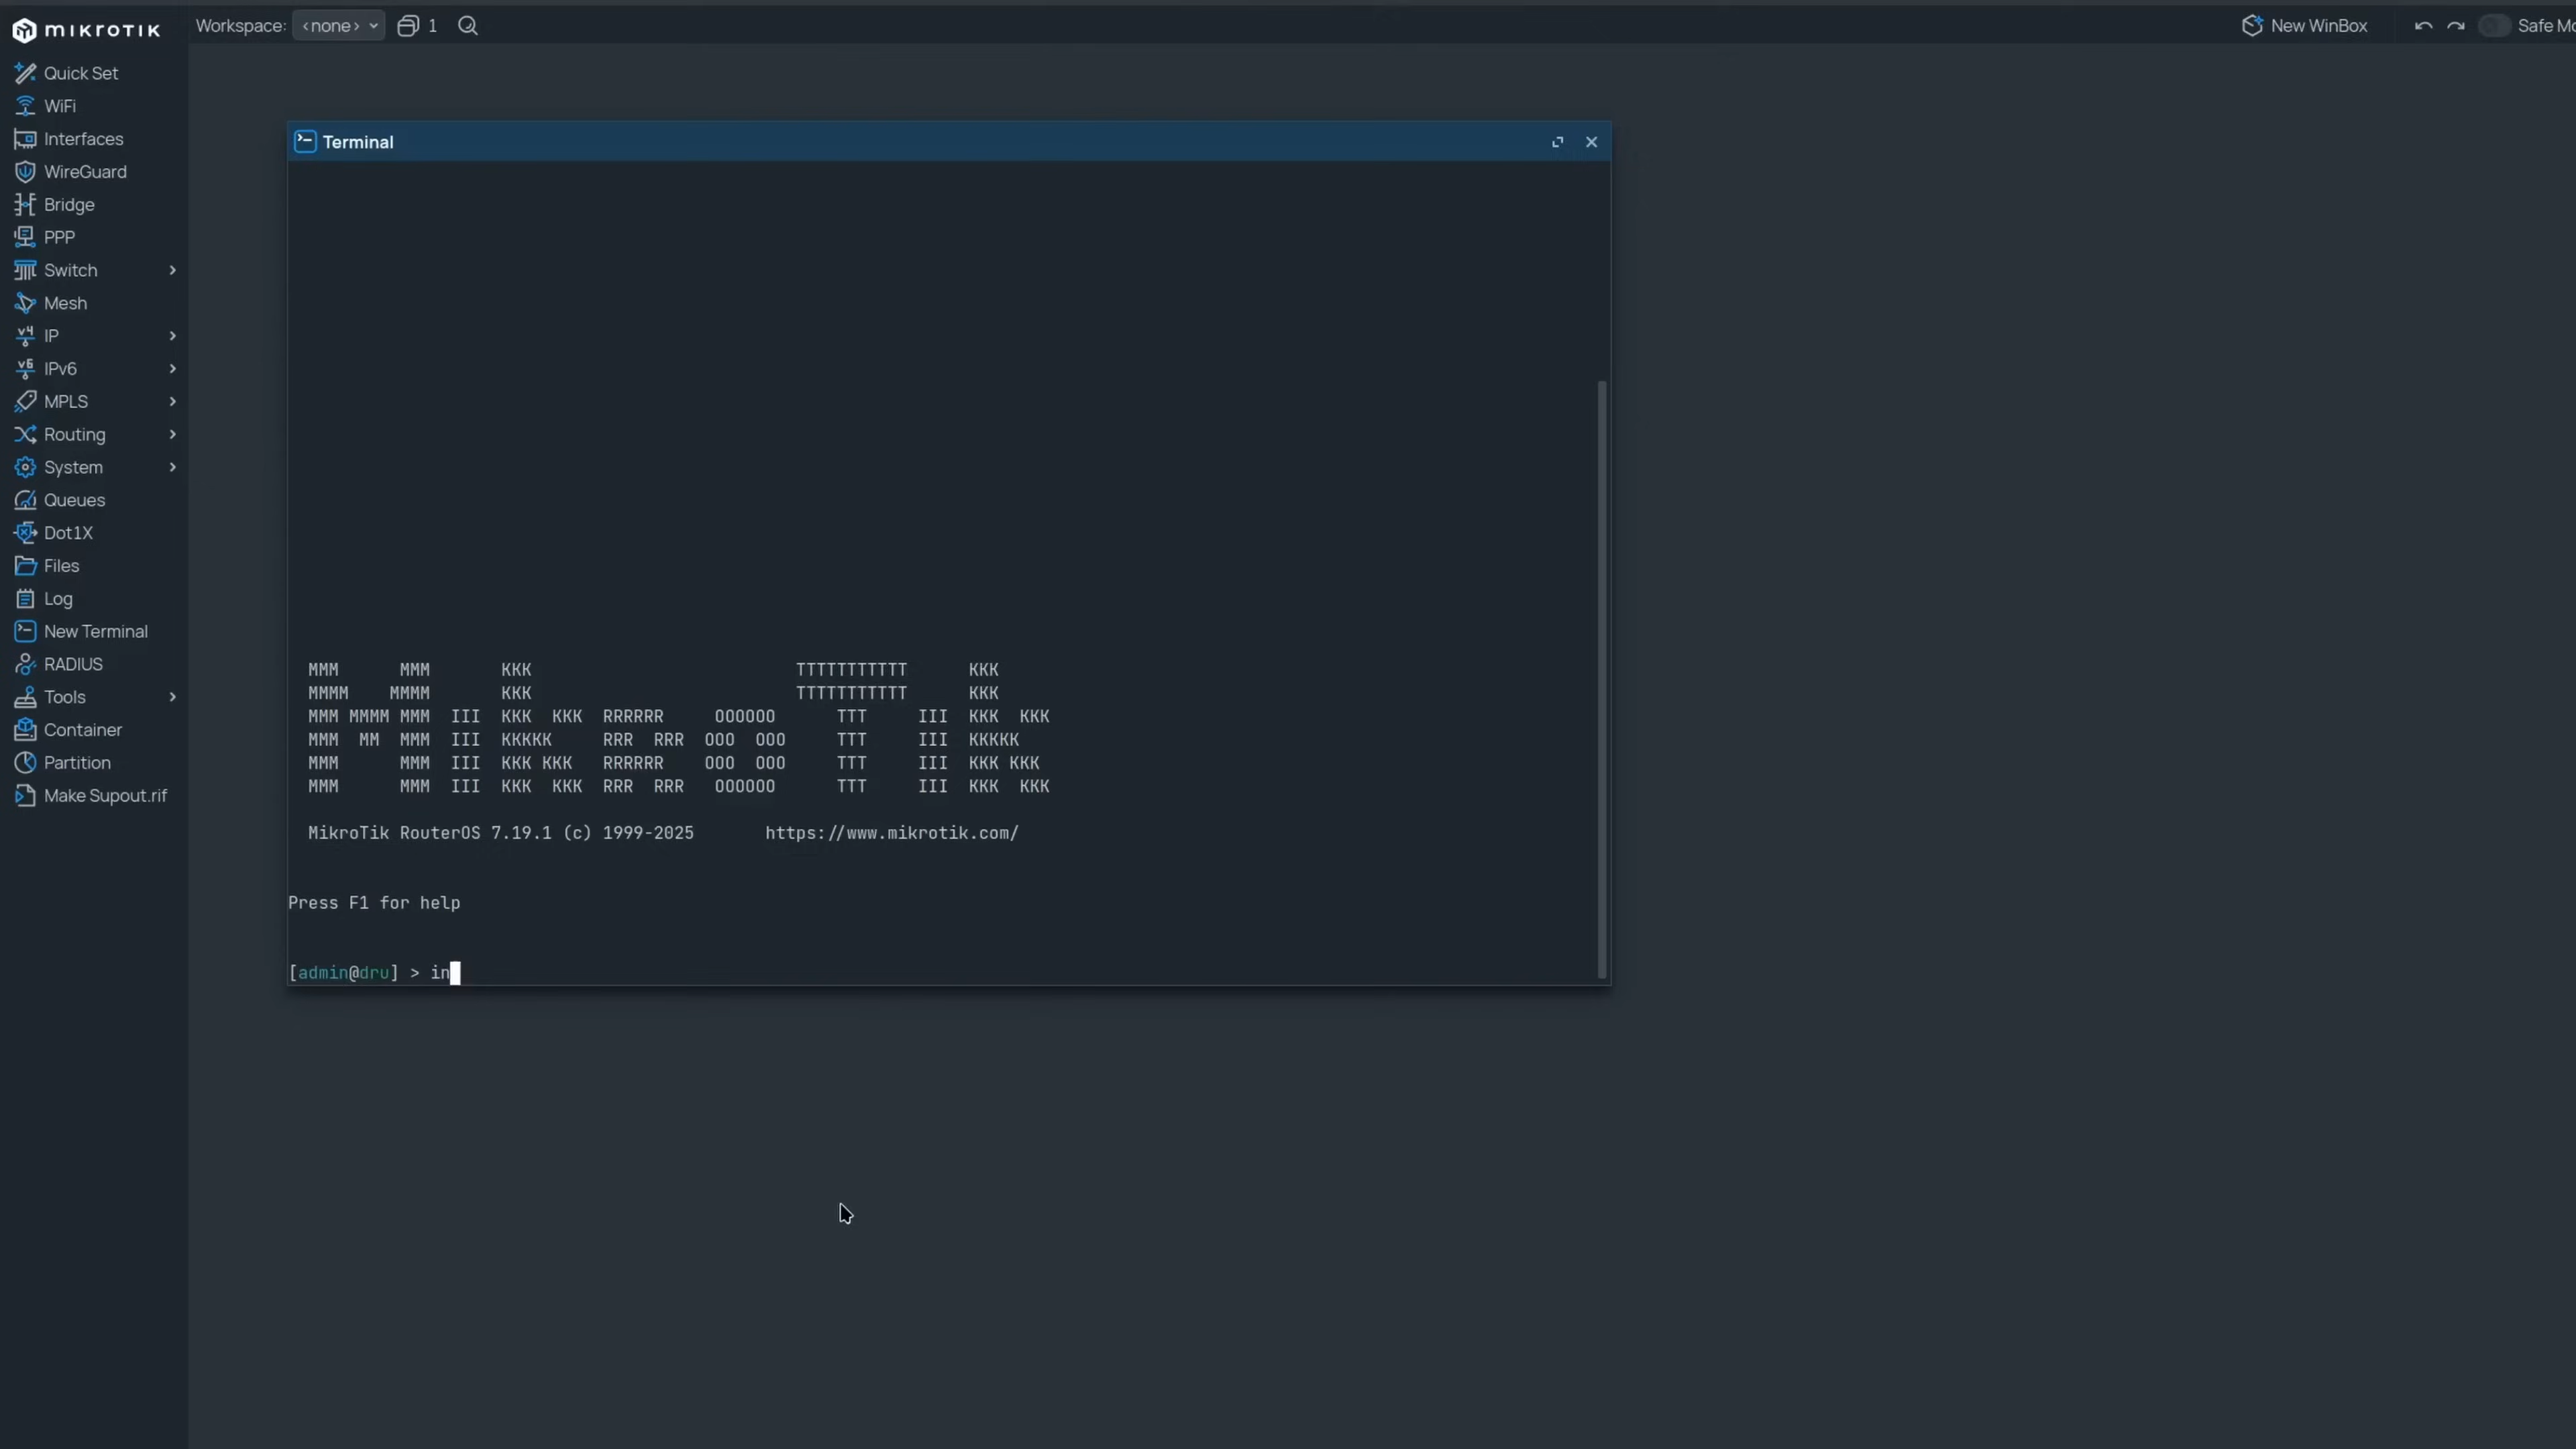 mikrotik
Workspace: <none> 1
New WinBox
Safe Mo
Quick Set
WiFi
Interfaces
WireGuard
Bridge
PPP
Switch
Mesh
IP
IPv6
MPLS
Routing
System
Queues
Dot1X
Files
Log
New Terminal
RADIUS
Tools
Container
Partition
Make Supout.rif
Terminal
  MMM      MMM       KKK                          TTTTTTTTTTT      KKK
  MMMM    MMMM       KKK                          TTTTTTTTTTT      KKK
  MMM MMMM MMM  III  KKK  KKK  RRRRRR     OOOOOO      TTT     III  KKK  KKK
  MMM  MM  MMM  III  KKKKK     RRR  RRR  OOO  OOO     TTT     III  KKKKK
  MMM      MMM  III  KKK KKK   RRRRRR    OOO  OOO     TTT     III  KKK KKK
  MMM      MMM  III  KKK  KKK  RRR  RRR   OOOOOO      TTT     III  KKK  KKK
MikroTik RouterOS 7.19.1 (c) 1999-2025       https://www.mikrotik.com/
Press F1 for help
[admin@dru] > in